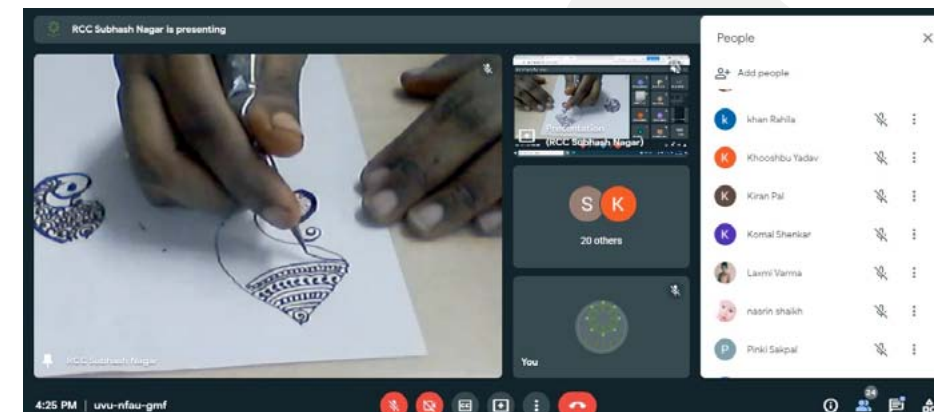 RCC Subhash Nagar is presenting
Presentation
(RCC Subhash Nagar)
S K
20 others
You
RCC Subhash Nagar
4:25 PM | uvu-nfau-gmf
People
Add people
k khan Rahila
K Khooshbu Yadav
K Kiran Pal
K Komal Shenkar
Laxmi Varma
nasrin shaikh
P Pinki Sakpal
24